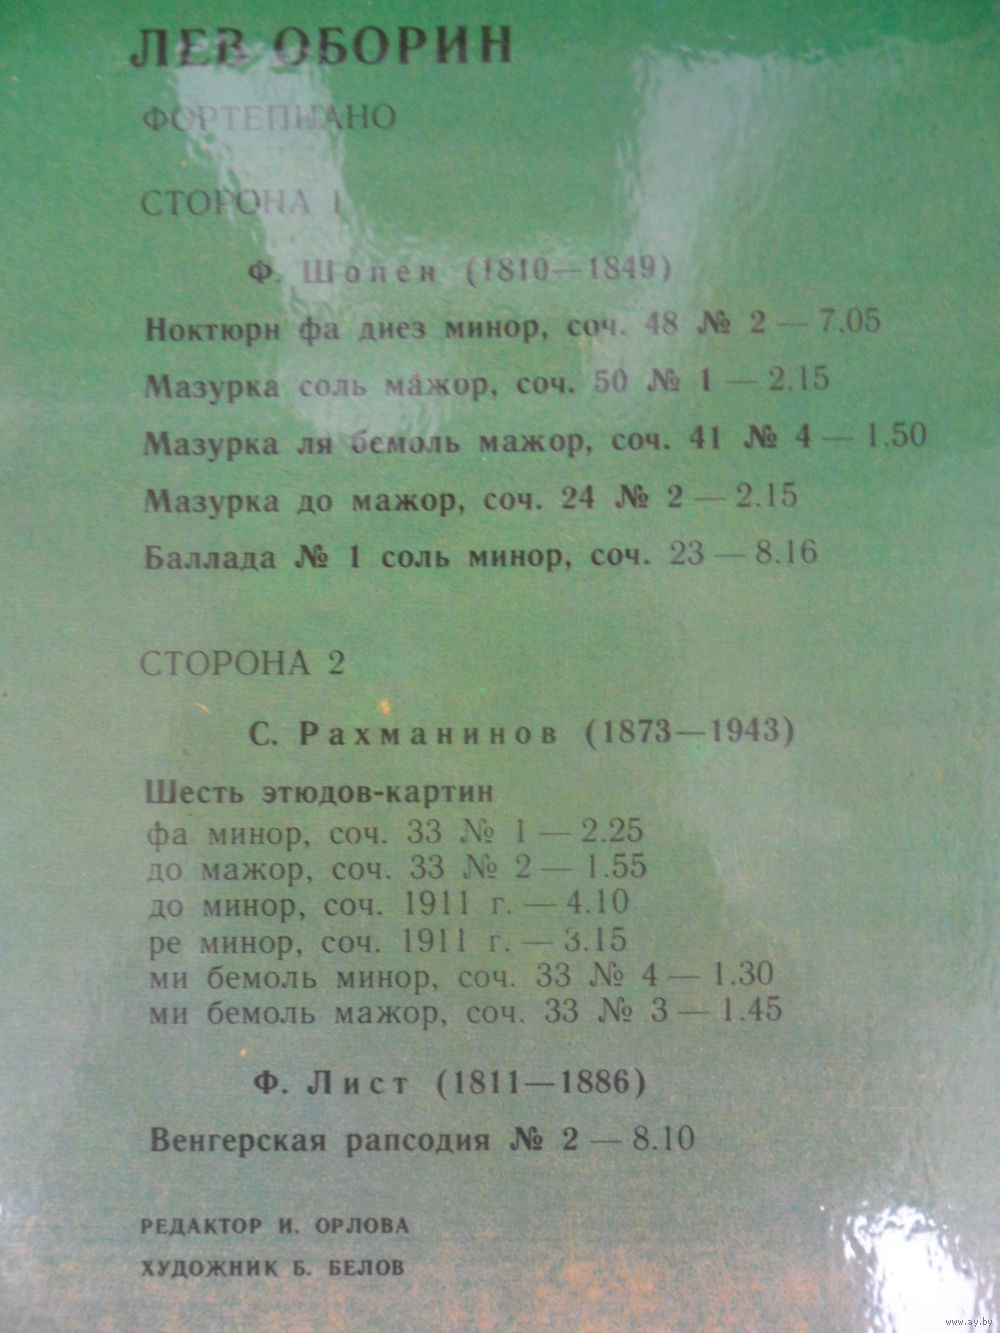 ЛЕВ ОБОРИН
ФОРТЕПИАНО
СТОРОНА 1
Ф. Шопен (1810—1849)
Ноктюрн фа диез минор, соч. 48 № 2 — 7.05
Мазурка соль мажор, соч. 50 № 1 — 2.15
Мазурка ля бемоль мажор, соч. 41 № 4 — 1.50
Мазурка до мажор, соч. 24 № 2 — 2.15
Баллада № 1 соль минор, соч. 23 — 8.16
СТОРОНА 2
С. Рахманинов (1873—1943)
Шесть этюдов-картин
фа минор, соч. 33 № 1 — 2.25
до мажор, соч. 33 № 2 — 1.55
до минор, соч. 1911 г. — 4.10
ре минор, соч. 1911 г. — 3.15
ми бемоль минор, соч. 33 № 4 — 1.30
ми бемоль мажор, соч. 33 № 3 — 1.45
Ф. Лист (1811—1886)
Венгерская рапсодия № 2 — 8.10
РЕДАКТОР И. ОРЛОВА
ХУДОЖНИК Б. БЕЛОВ
www.ay.by